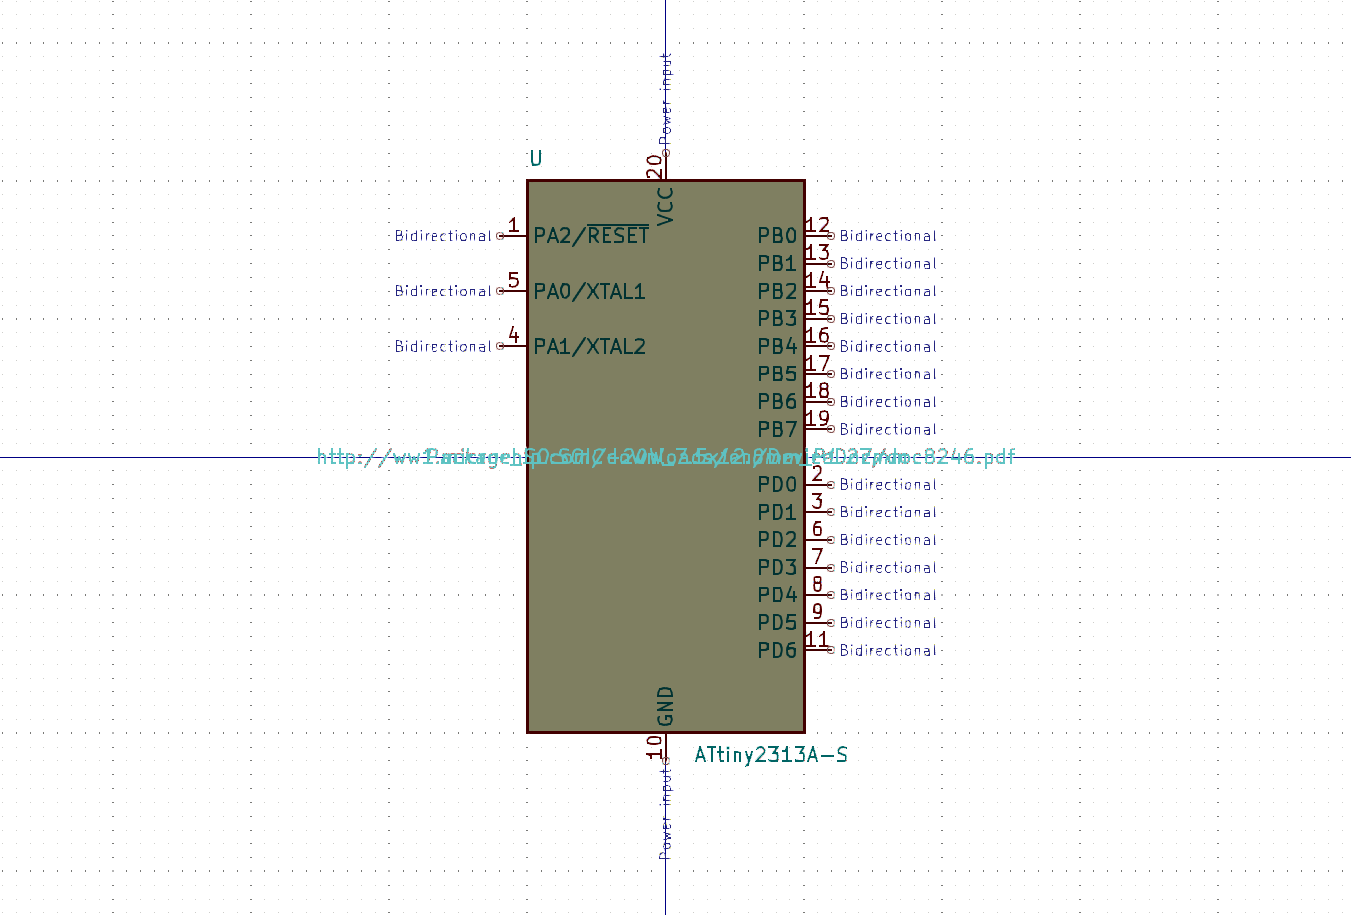 Power input
U
20
VCC
Bidirectional 1 PA2/RESET PB0 12 Bidirectional
PB1 13 Bidirectional
Bidirectional 5 PA0/XTAL1 PB2 14 Bidirectional
PB3 15 Bidirectional
Bidirectional 4 PA1/XTAL2 PB4 16 Bidirectional
PB5 17 Bidirectional
PB6 18 Bidirectional
PB7 19 Bidirectional
PD0 2 Bidirectional
PD1 3 Bidirectional
PD2 6 Bidirectional
PD3 7 Bidirectional
PD4 8 Bidirectional
PD5 9 Bidirectional
PD6 11 Bidirectional
GND
10
ATtiny2313A-S
Power input